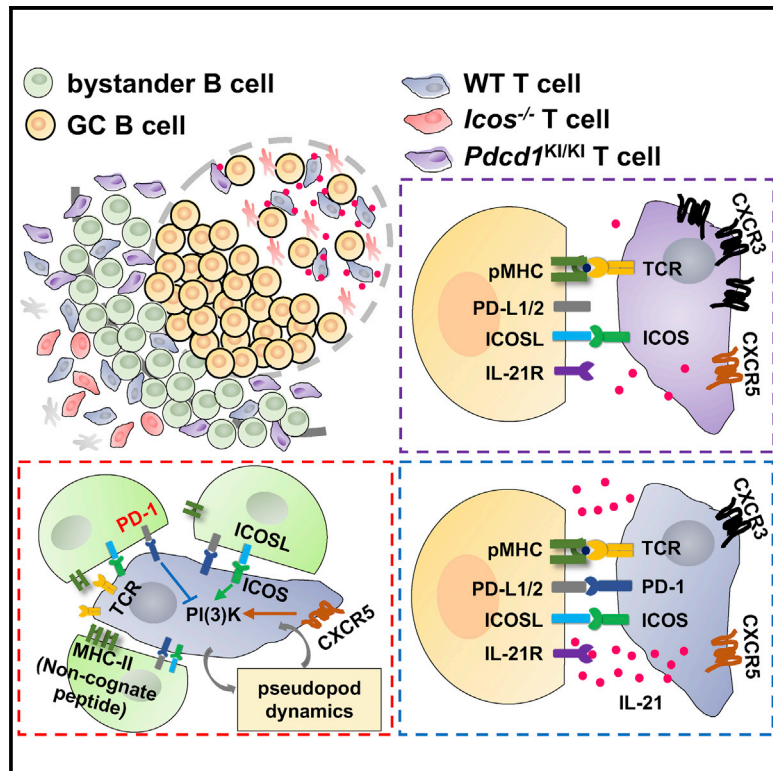 bystander B cell
GC B cell
WT T cell
Icos-/- T cell
Pdcd1KI/KI T cell
CXCR3
pMHC
TCR
PD-L1/2
ICOSL
ICOS
IL-21R
CXCR5
PD-1
ICOSL
ICOS
TCR
PI(3)K
CXCR5
MHC-II
(Non-cognate
peptide)
pseudopod
dynamics
CXCR3
pMHC
TCR
PD-L1/2
PD-1
ICOSL
ICOS
IL-21R
CXCR5
IL-21